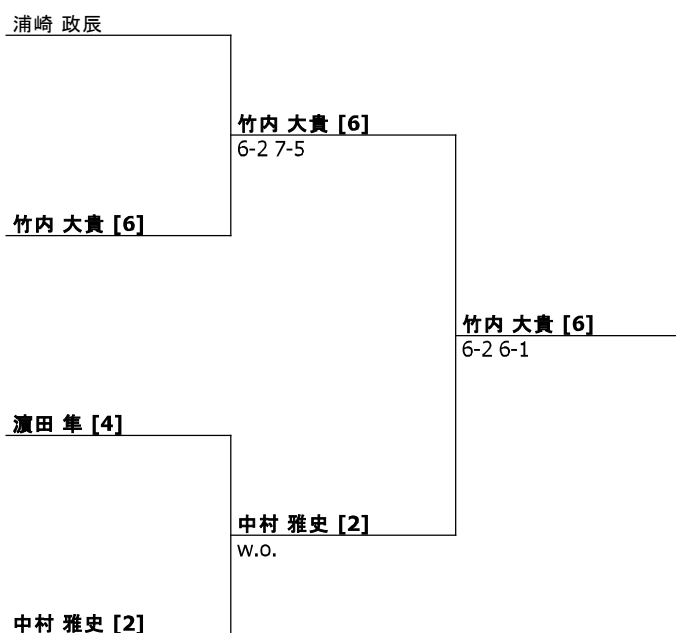 浦崎 政辰
竹内 大貴 [6]
6-2 7-5
竹内 大貴 [6]
竹内 大貴 [6]
6-2 6-1
濵田 隼 [4]
中村 雅史 [2]
w.o.
中村 雅史 [2]